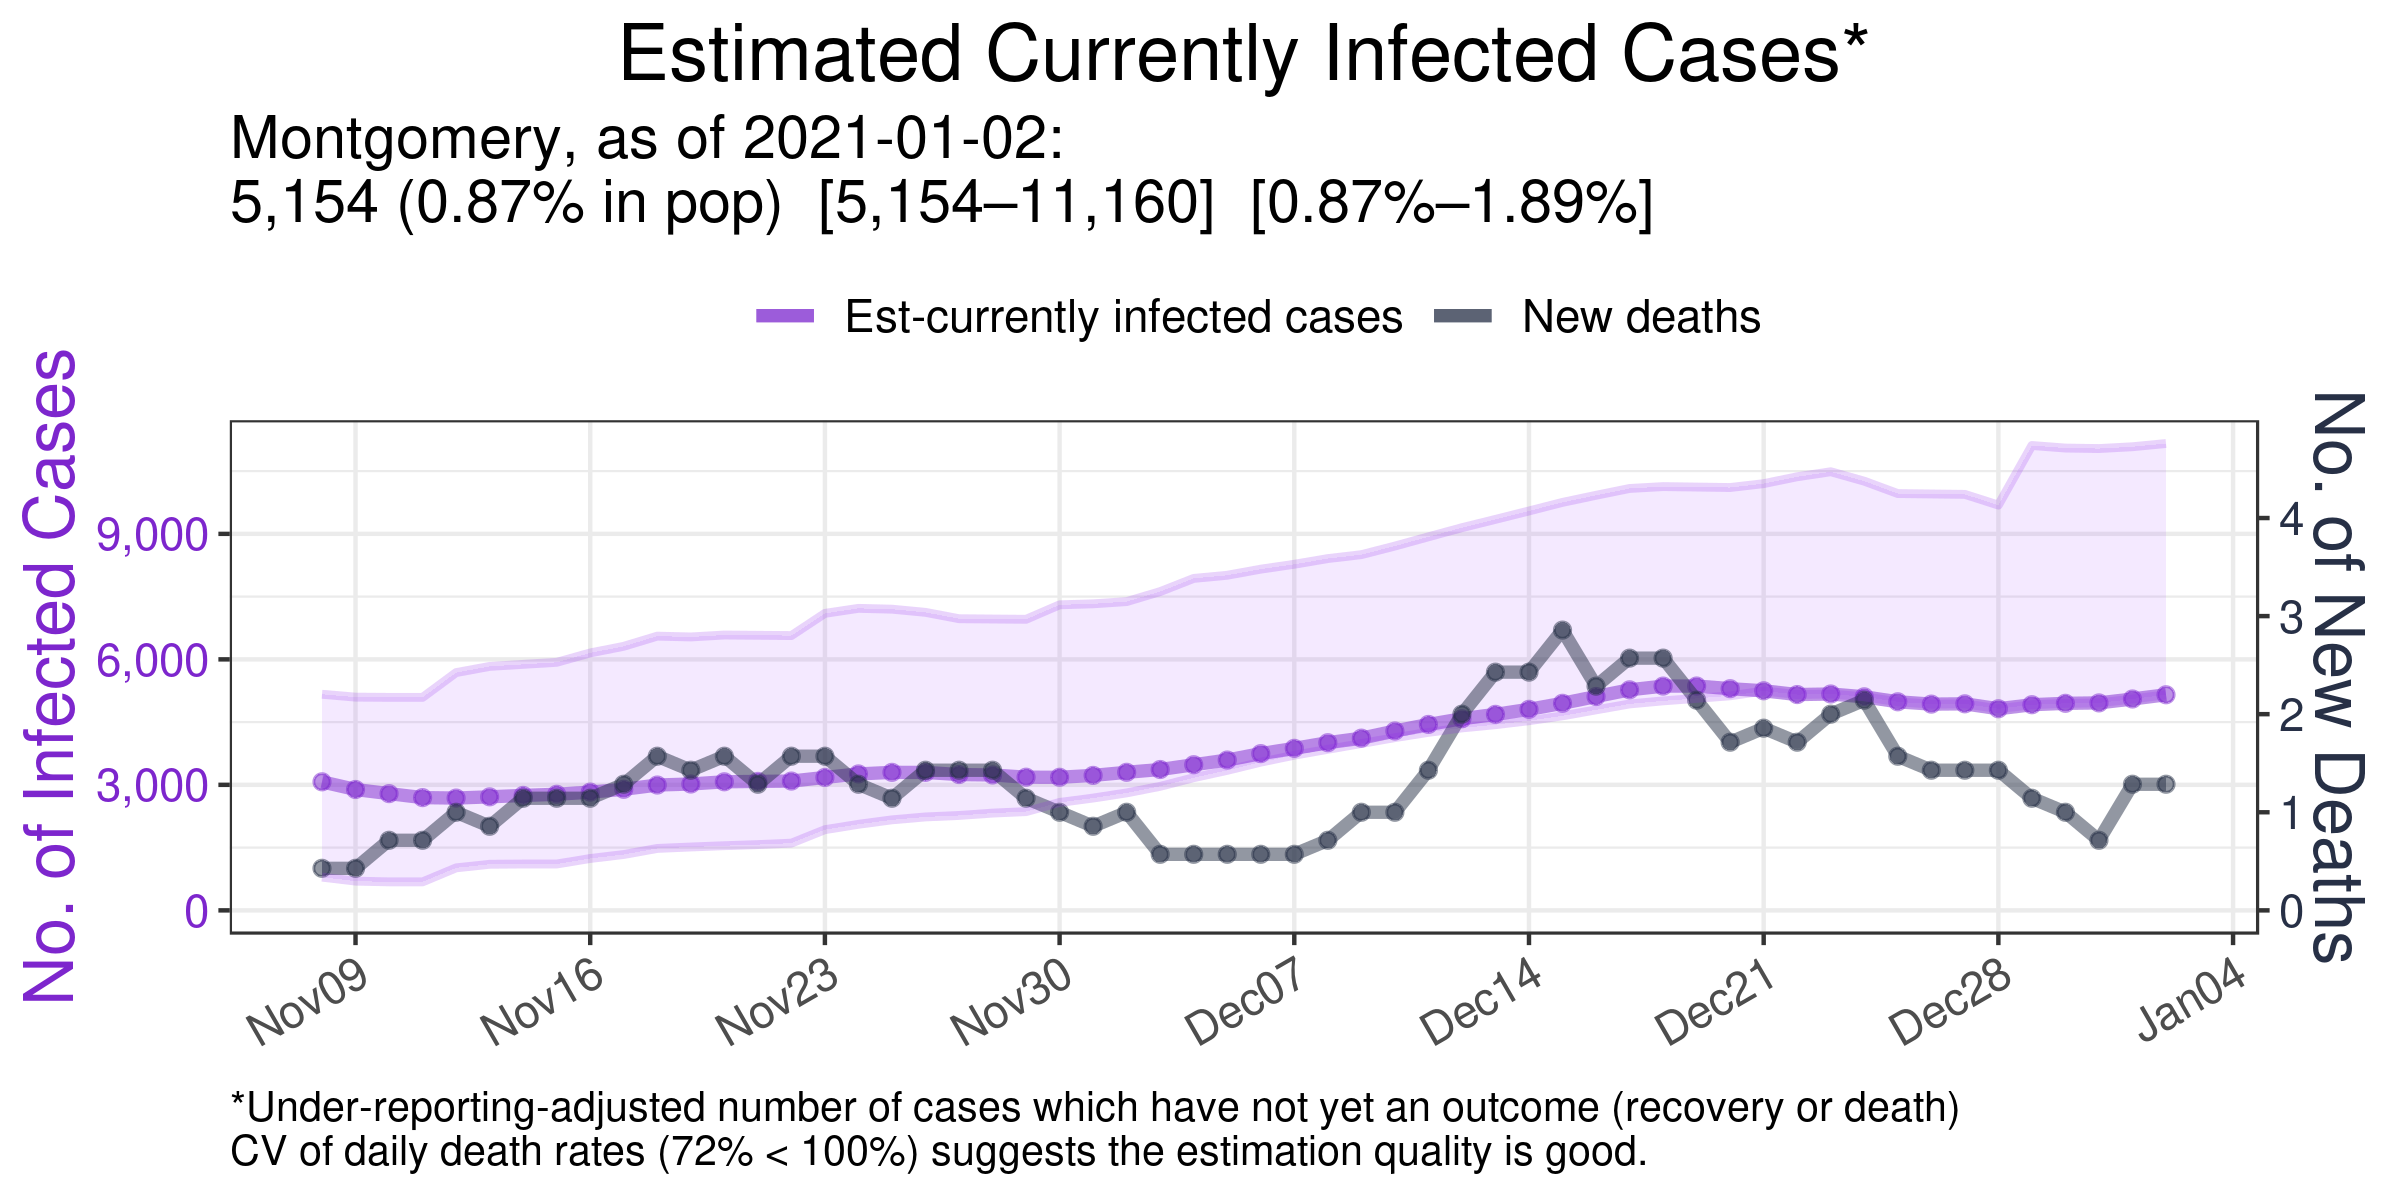 Estimated Currently Infected Cases*
Montgomery, as of 2021-01-02:
5,154 (0.87% in pop)  [5,154–11,160]  [0.87%–1.89%]
Est-currently infected cases
New deaths
No. of Infected Cases
9,000
6,000
3,000
0
No. of New Deaths
4
3
2
1
0
Nov09
Nov16
Nov23
Nov30
Dec07
Dec14
Dec21
Dec28
Jan04
*Under-reporting-adjusted number of cases which have not yet an outcome (recovery or death)
CV of daily death rates (72% < 100%) suggests the estimation quality is good.